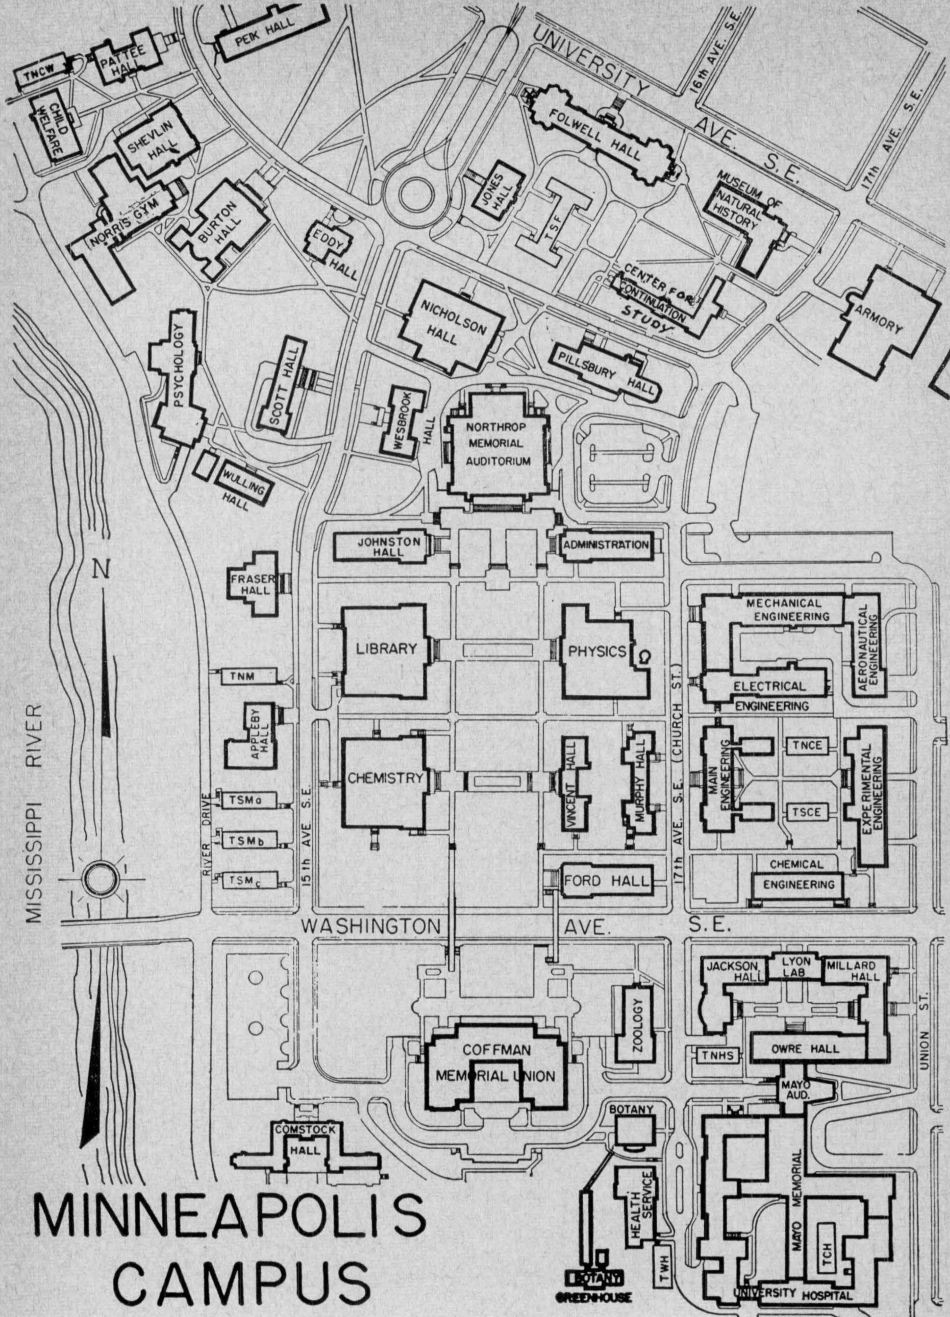 PEIK HALL
UNIVERSITY AVE. S.E.
16th AVE. S.E.
17th AVE. S.E.
TNCW
PATTEE
HALL
CHILD
WELFARE
SHEVLIN
HALL
NORRIS GYM
BURTON
HALL
EDDY
HALL
JONES
HALL
FOLWELL HALL
T.S.F.
MUSEUM OF
NATURAL
HISTORY
CENTER FOR
CONTINUATION
STUDY
ARMORY
NICHOLSON
HALL
PILLSBURY HALL
PSYCHOLOGY
SCOTT HALL
WESBROOK
HALL
NORTHROP
MEMORIAL
AUDITORIUM
WULLING
HALL
JOHNSTON
HALL
ADMINISTRATION
N
FRASER
HALL
LIBRARY
PHYSICS
MECHANICAL
ENGINEERING
AERONAUTICAL
ENGINEERING
TNM
ELECTRICAL
ENGINEERING
APPLEBY
HALL
CHEMISTRY
VINCENT HALL
MURPHY HALL
17th AVE. S.E. (CHURCH ST.)
MAIN
ENGINEERING
TNCE
TSCE
EXPERIMENTAL
ENGINEERING
MISSISSIPPI RIVER
RIVER DRIVE
TSMa
TSMb
TSMc
15th AVE S.E.
FORD HALL
CHEMICAL
ENGINEERING
WASHINGTON AVE. S.E.
JACKSON
HALL
LYON
LAB
MILLARD
HALL
ZOOLOGY
TNHS
OWRE HALL
UNION ST.
COFFMAN
MEMORIAL UNION
MAYO
AUD.
COMSTOCK
HALL
BOTANY
HEALTH
SERVICE
MAYO MEMORIAL
TCH
TWH
BOTANY
GREENHOUSE
UNIVERSITY HOSPITAL
MINNEAPOLIS
CAMPUS